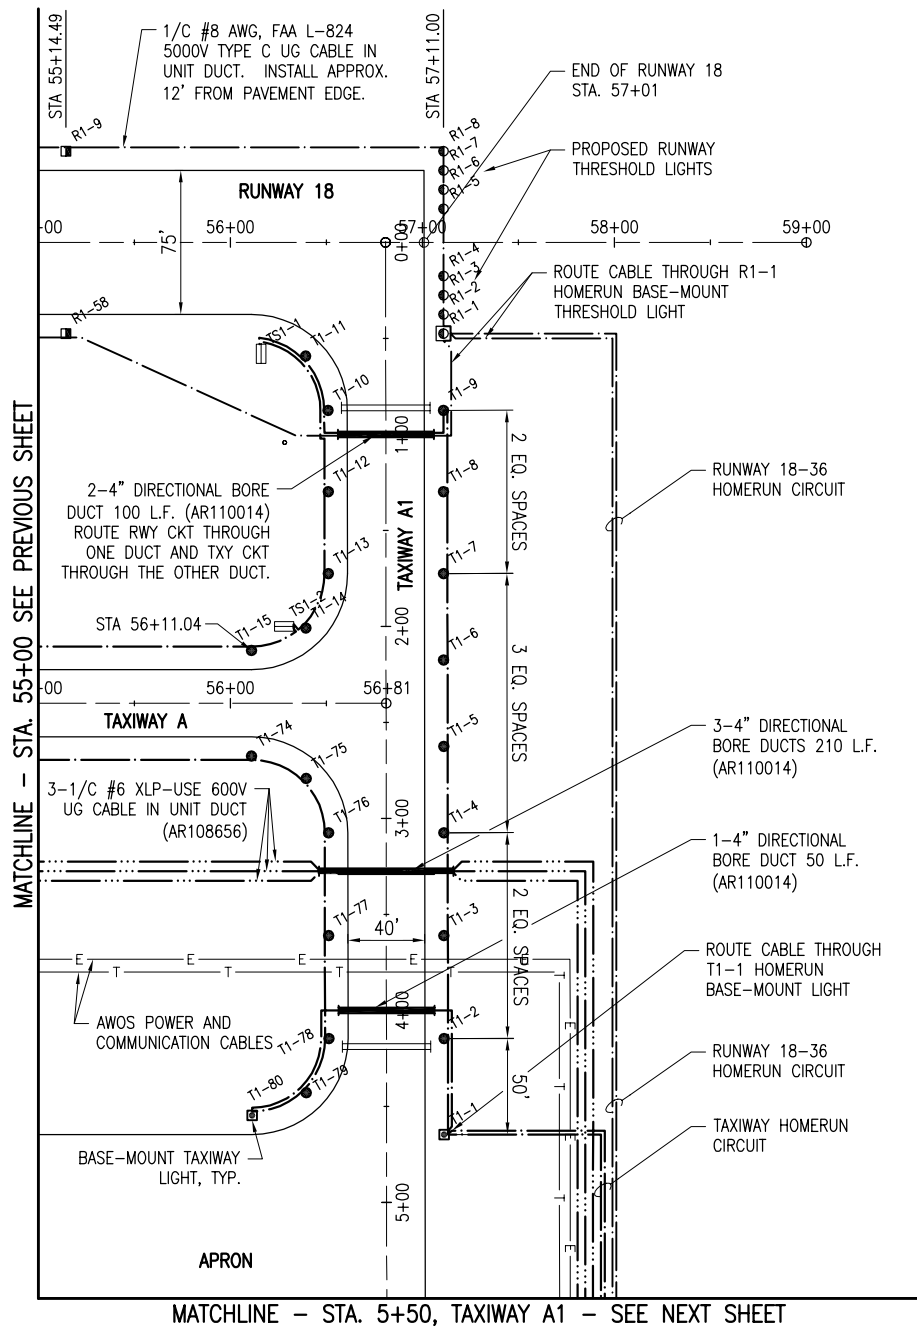 STA 55+14.49
1/C #8 AWG, FAA L-824
5000V TYPE C UG CABLE IN
UNIT DUCT. INSTALL APPROX.
12' FROM PAVEMENT EDGE.
STA 57+11.00
END OF RUNWAY 18
STA. 57+01
R1-9
R1-8
R1-7
R1-6
R1-5
PROPOSED RUNWAY
THRESHOLD LIGHTS
RUNWAY 18
+00
56+00
57+00
58+00
59+00
0+00
75'
R1-4
R1-3
R1-2
R1-1
ROUTE CABLE THROUGH R1-1
HOMERUN BASE-MOUNT
THRESHOLD LIGHT
R1-58
TS1-1
T1-11
T1-10
T1-9
1+00
2 EQ. SPACES
MATCHLINE - STA. 55+00 SEE PREVIOUS SHEET
2-4" DIRECTIONAL BORE
DUCT 100 L.F. (AR110014)
ROUTE RWY CKT THROUGH
ONE DUCT AND TXY CKT
THROUGH THE OTHER DUCT.
T1-12
T1-8
RUNWAY 18-36
HOMERUN CIRCUIT
TAXIWAY A1
T1-13
T1-7
TS1-2
T1-14
T1-15
STA 56+11.04
2+00
T1-6
3 EQ. SPACES
+00
56+00
56+81
TAXIWAY A
T1-74
T1-75
T1-5
3-4" DIRECTIONAL
BORE DUCTS 210 L.F.
(AR110014)
3-1/C #6 XLP-USE 600V
UG CABLE IN UNIT DUCT
(AR108656)
T1-76
3+00
T1-4
1-4" DIRECTIONAL
BORE DUCT 50 L.F.
(AR110014)
T1-77
40'
T1-3
2 EQ. SPACES
E E E E
T T T T
ROUTE CABLE THROUGH
T1-1 HOMERUN
BASE-MOUNT LIGHT
AWOS POWER AND
COMMUNICATION CABLES
4+00
T1-78
T1-2
E
RUNWAY 18-36
HOMERUN CIRCUIT
T1-80
T1-79
50'
T
T1-1
TAXIWAY HOMERUN
CIRCUIT
E
BASE-MOUNT TAXIWAY
LIGHT, TYP.
5+00
T
APRON
E
MATCHLINE - STA. 5+50, TAXIWAY A1 - SEE NEXT SHEET